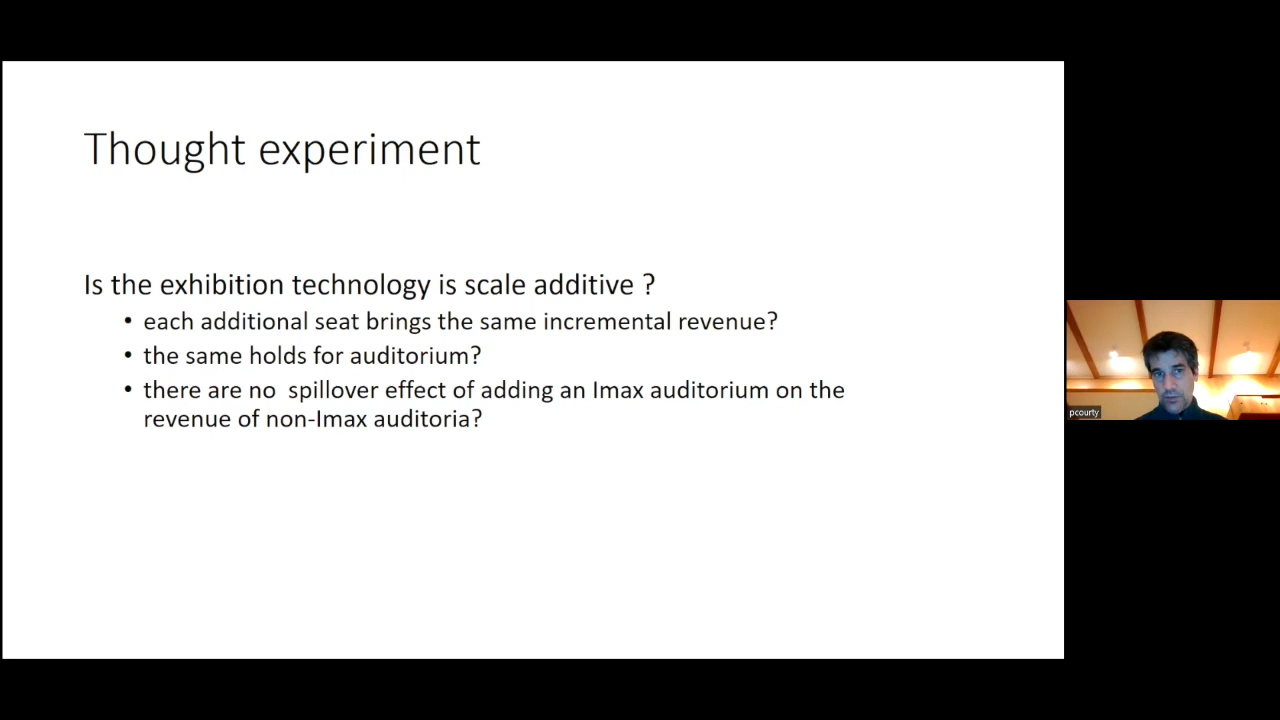 Thought experiment
Is the exhibition technology is scale additive ?
• each additional seat brings the same incremental revenue?
• the same holds for auditorium?
• there are no  spillover effect of adding an Imax auditorium on the
revenue of non-Imax auditoria?
pcourty